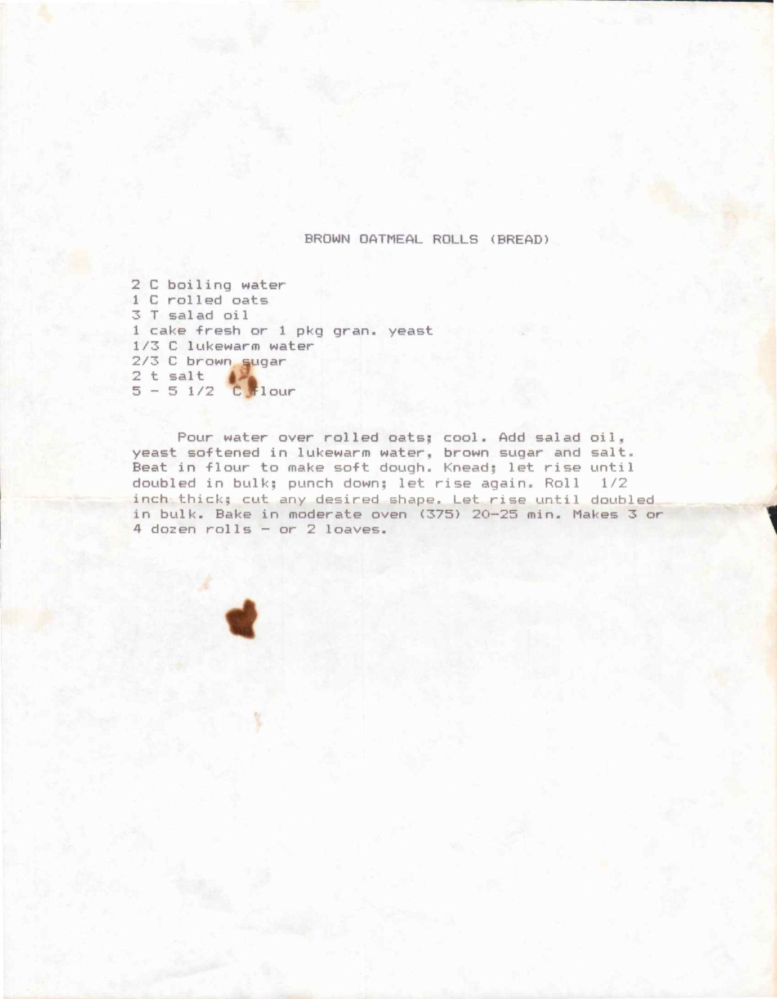 BROWN OATMEAL ROLLS (BREAD)
2 C boiling water
1 C rolled oats
3 T salad oil
1 cake fresh or 1 pkg gran. yeast
1/3 C lukewarm water
2/3 C brown sugar
2 t salt
5 - 5 1/2 C flour
Pour water over rolled oats; cool. Add salad oil,
yeast softened in lukewarm water, brown sugar and salt.
Beat in flour to make soft dough. Knead; let rise until
doubled in bulk; punch down; let rise again. Roll 1/2
inch thick; cut any desired shape. Let rise until doubled
in bulk. Bake in moderate oven (375) 20-25 min. Makes 3 or
4 dozen rolls - or 2 loaves.